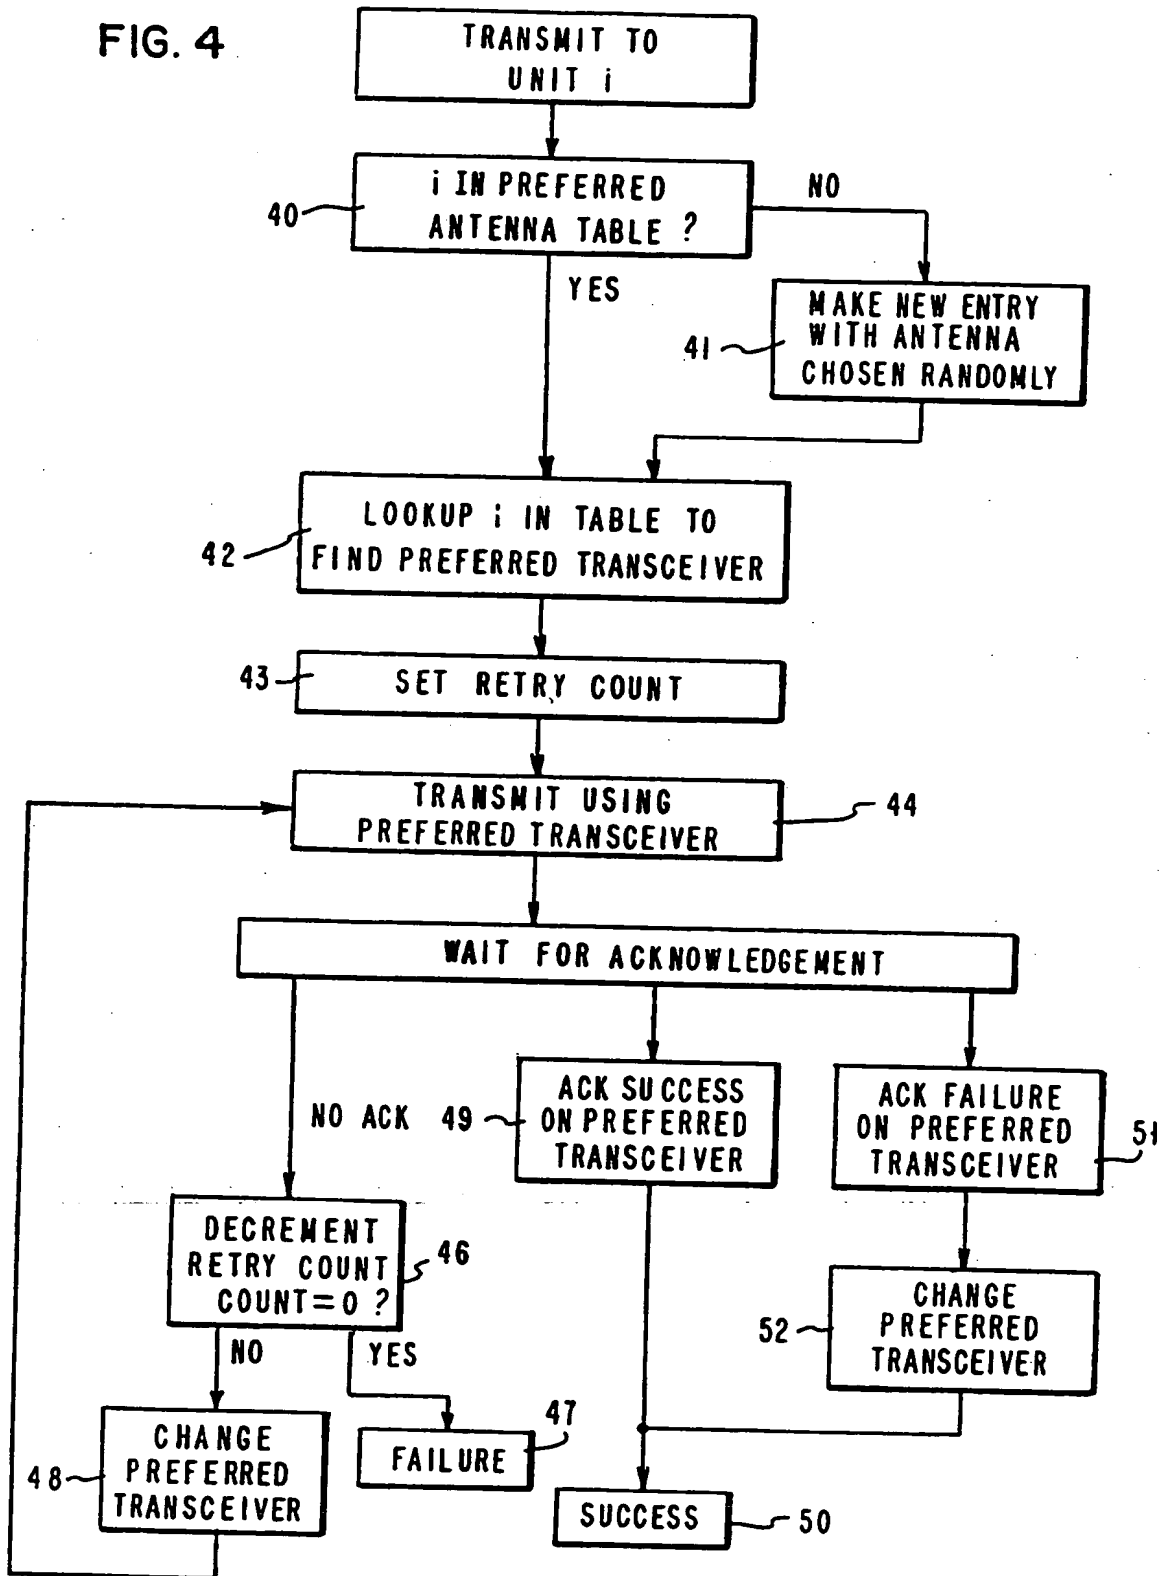 FIG. 4
TRANSMIT TO
UNIT i
i IN PREFERRED
ANTENNA TABLE ?
40
NO
YES
MAKE NEW ENTRY
WITH ANTENNA
CHOSEN RANDOMLY
41
LOOKUP i IN TABLE TO
FIND PREFERRED TRANSCEIVER
42
43
SET RETRY COUNT
TRANSMIT USING
PREFERRED TRANSCEIVER
44
WAIT FOR ACKNOWLEDGEMENT
NO ACK
49
ACK SUCCESS
ON PREFERRED
TRANSCEIVER
ACK FAILURE
ON PREFERRED
TRANSCEIVER
51
DECREMENT
RETRY COUNT
COUNT=0 ?
46
NO
YES
52
CHANGE
PREFERRED
TRANSCEIVER
48
CHANGE
PREFERRED
TRANSCEIVER
FAILURE
47
SUCCESS
50